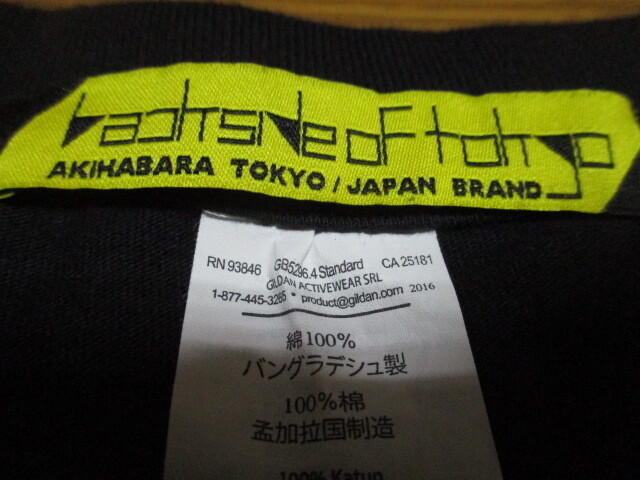 backside of tokyo
AKIHABARA TOKYO / JAPAN BRAND
RN 93846 GB5296.4 Standard CA 25181
GILDAN ACTIVEWEAR SRL
1-877-445-3265 • product@gildan.com 2016
綿100%
バングラデシュ製
100%棉
孟加拉国制造
100% Katun